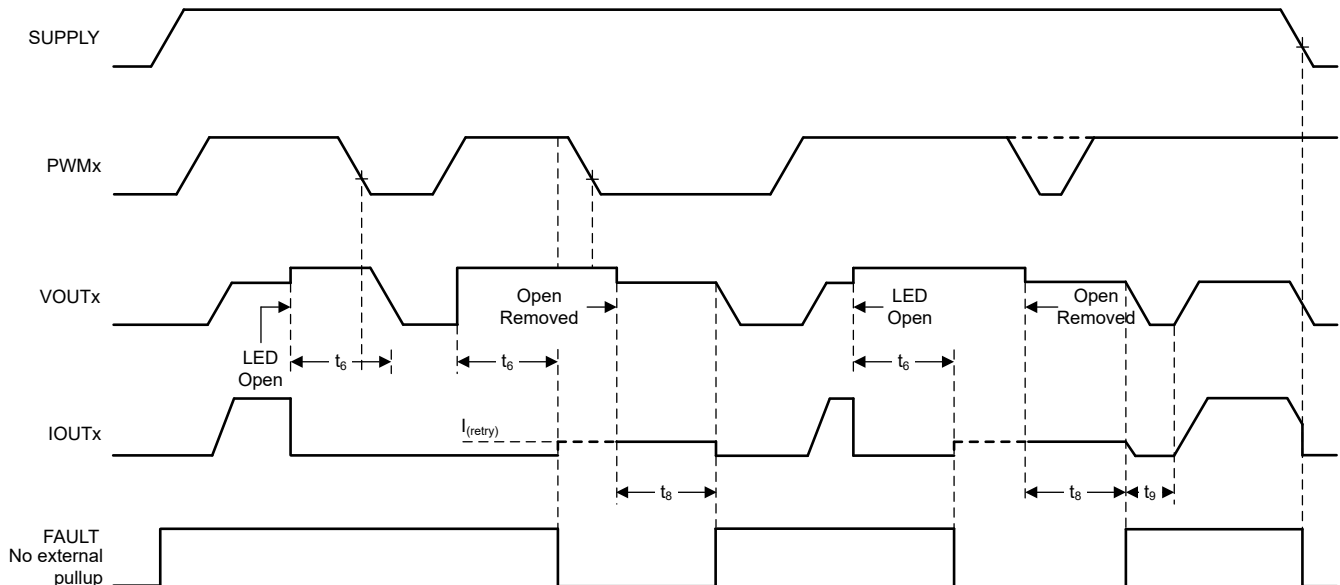 SUPPLY
PWMx
VOUTx
LED
Open
Open
Removed
LED
Open
Open
Removed
t6
t6
t6
IOUTx
I(retry)
t8
t8
t9
FAULT
No external
pullup